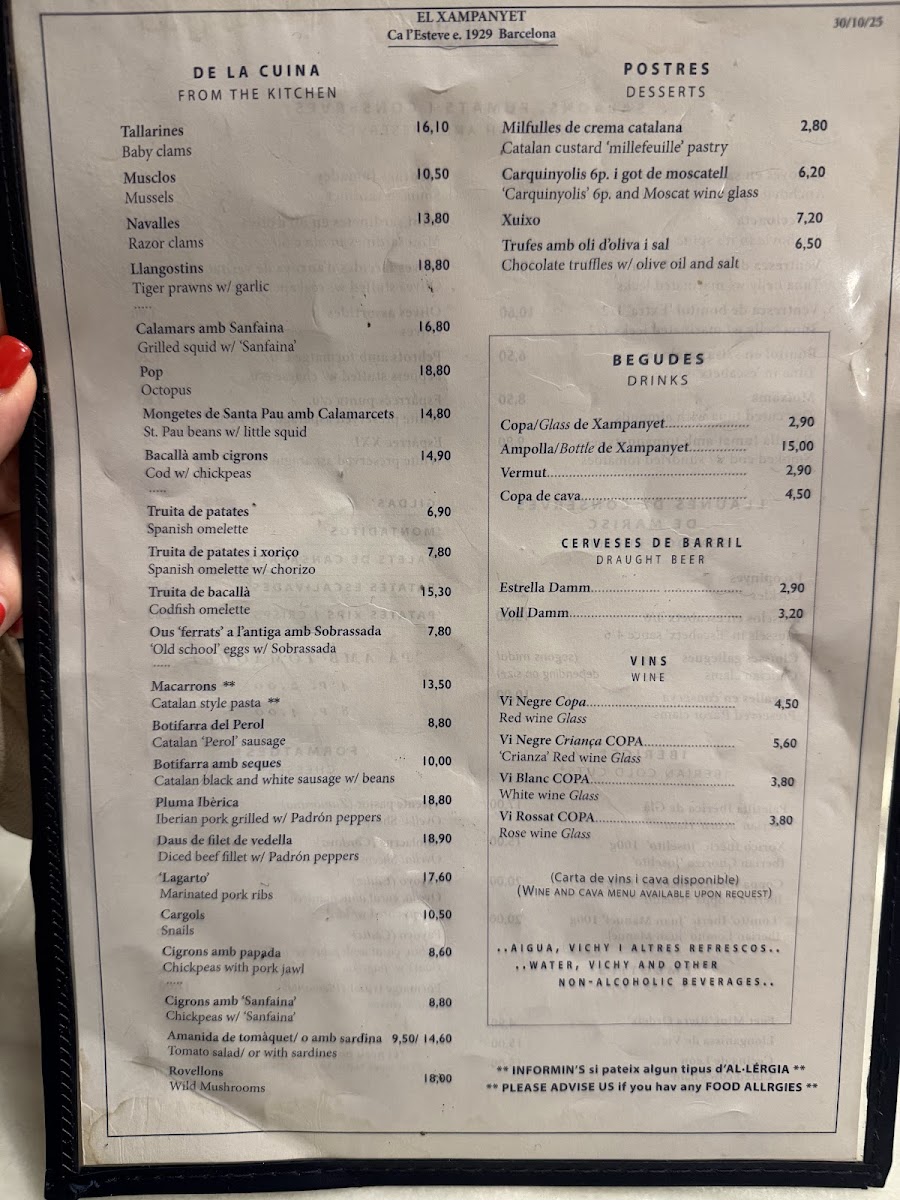 EL XAMPANYET
Ca l'Esteve e. 1929 Barcelona
30/10/25
DE LA CUINA
FROM THE KITCHEN
Tallarines 16,10
Baby clams
Musclos 10,50
Mussels
Navalles 13,80
Razor clams
Llangostins 18,80
Tiger prawns w/ garlic
.....
Calamars amb Sanfaina 16,80
Grilled squid w/ 'Sanfaina'
Pop 18,80
Octopus
Mongetes de Santa Pau amb Calamarcets 14,80
St. Pau beans w/ little squid
Bacallà amb cigrons 14,90
Cod w/ chickpeas
.....
Truita de patates * 6,90
Spanish omelette
Truita de patates i xoriço 7,80
Spanish omelette w/ chorizo
Truita de bacallà 15,30
Codfish omelette
Ous 'ferrats' a l'antiga amb Sobrassada 7,80
'Old school' eggs w/ Sobrassada
.....
Macarrons ** 13,50
Catalan style pasta **
Botifarra del Perol 8,80
Catalan 'Perol' sausage
Botifarra amb seques 10,00
Catalan black and white sausage w/ beans
Pluma Ibèrica 18,80
Iberian pork grilled w/ Padrón peppers
Daus de filet de vedella 18,90
Diced beef fillet w/ Padrón peppers
'Lagarto' 17,60
Marinated pork ribs
Cargols 10,50
Snails
Cigrons amb papada 8,60
Chickpeas with pork jawl
.....
Cigrons amb 'Sanfaina' 8,80
Chickpeas w/ 'Sanfaina'
Amanida de tomàquet/ o amb sardina 9,50/ 14,60
Tomato salad/ or with sardines
Rovellons 18,00
Wild Mushrooms
POSTRES
DESSERTS
Milfulles de crema catalana 2,80
Catalan custard 'millefeuille' pastry
Carquinyolis 6p. i got de moscatell 6,20
'Carquinyolis' 6p. and Moscat wine glass
Xuixo 7,20
Trufes amb oli d'oliva i sal 6,50
Chocolate truffles w/ olive oil and salt
BEGUDES
DRINKS
Copa/Glass de Xampanyet..................... 2,90
Ampolla/Bottle de Xampanyet.............. 15,00
Vermut.................................................. 2,90
Copa de cava......................................... 4,50
CERVESES DE BARRIL
DRAUGHT BEER
Estrella Damm................................... 2,90
Voll Damm......................................... 3,20
VINS
WINE
Vi Negre Copa..................................... 4,50
Red wine Glass
Vi Negre Criança COPA...................... 5,60
'Crianza' Red wine Glass
Vi Blanc COPA.................................... 3,80
White wine Glass
Vi Rossat COPA................................... 3,80
Rose wine Glass
(Carta de vins i cava disponible)
(WINE AND CAVA MENU AVAILABLE UPON REQUEST)
..AIGUA, VICHY I ALTRES REFRESCOS..
..WATER, VICHY AND OTHER
NON-ALCOHOLIC BEVERAGES..
** INFORMIN'S si pateix algun tipus d'AL·LÈRGIA **
** PLEASE ADVISE US if you hav any FOOD ALLRGIES **